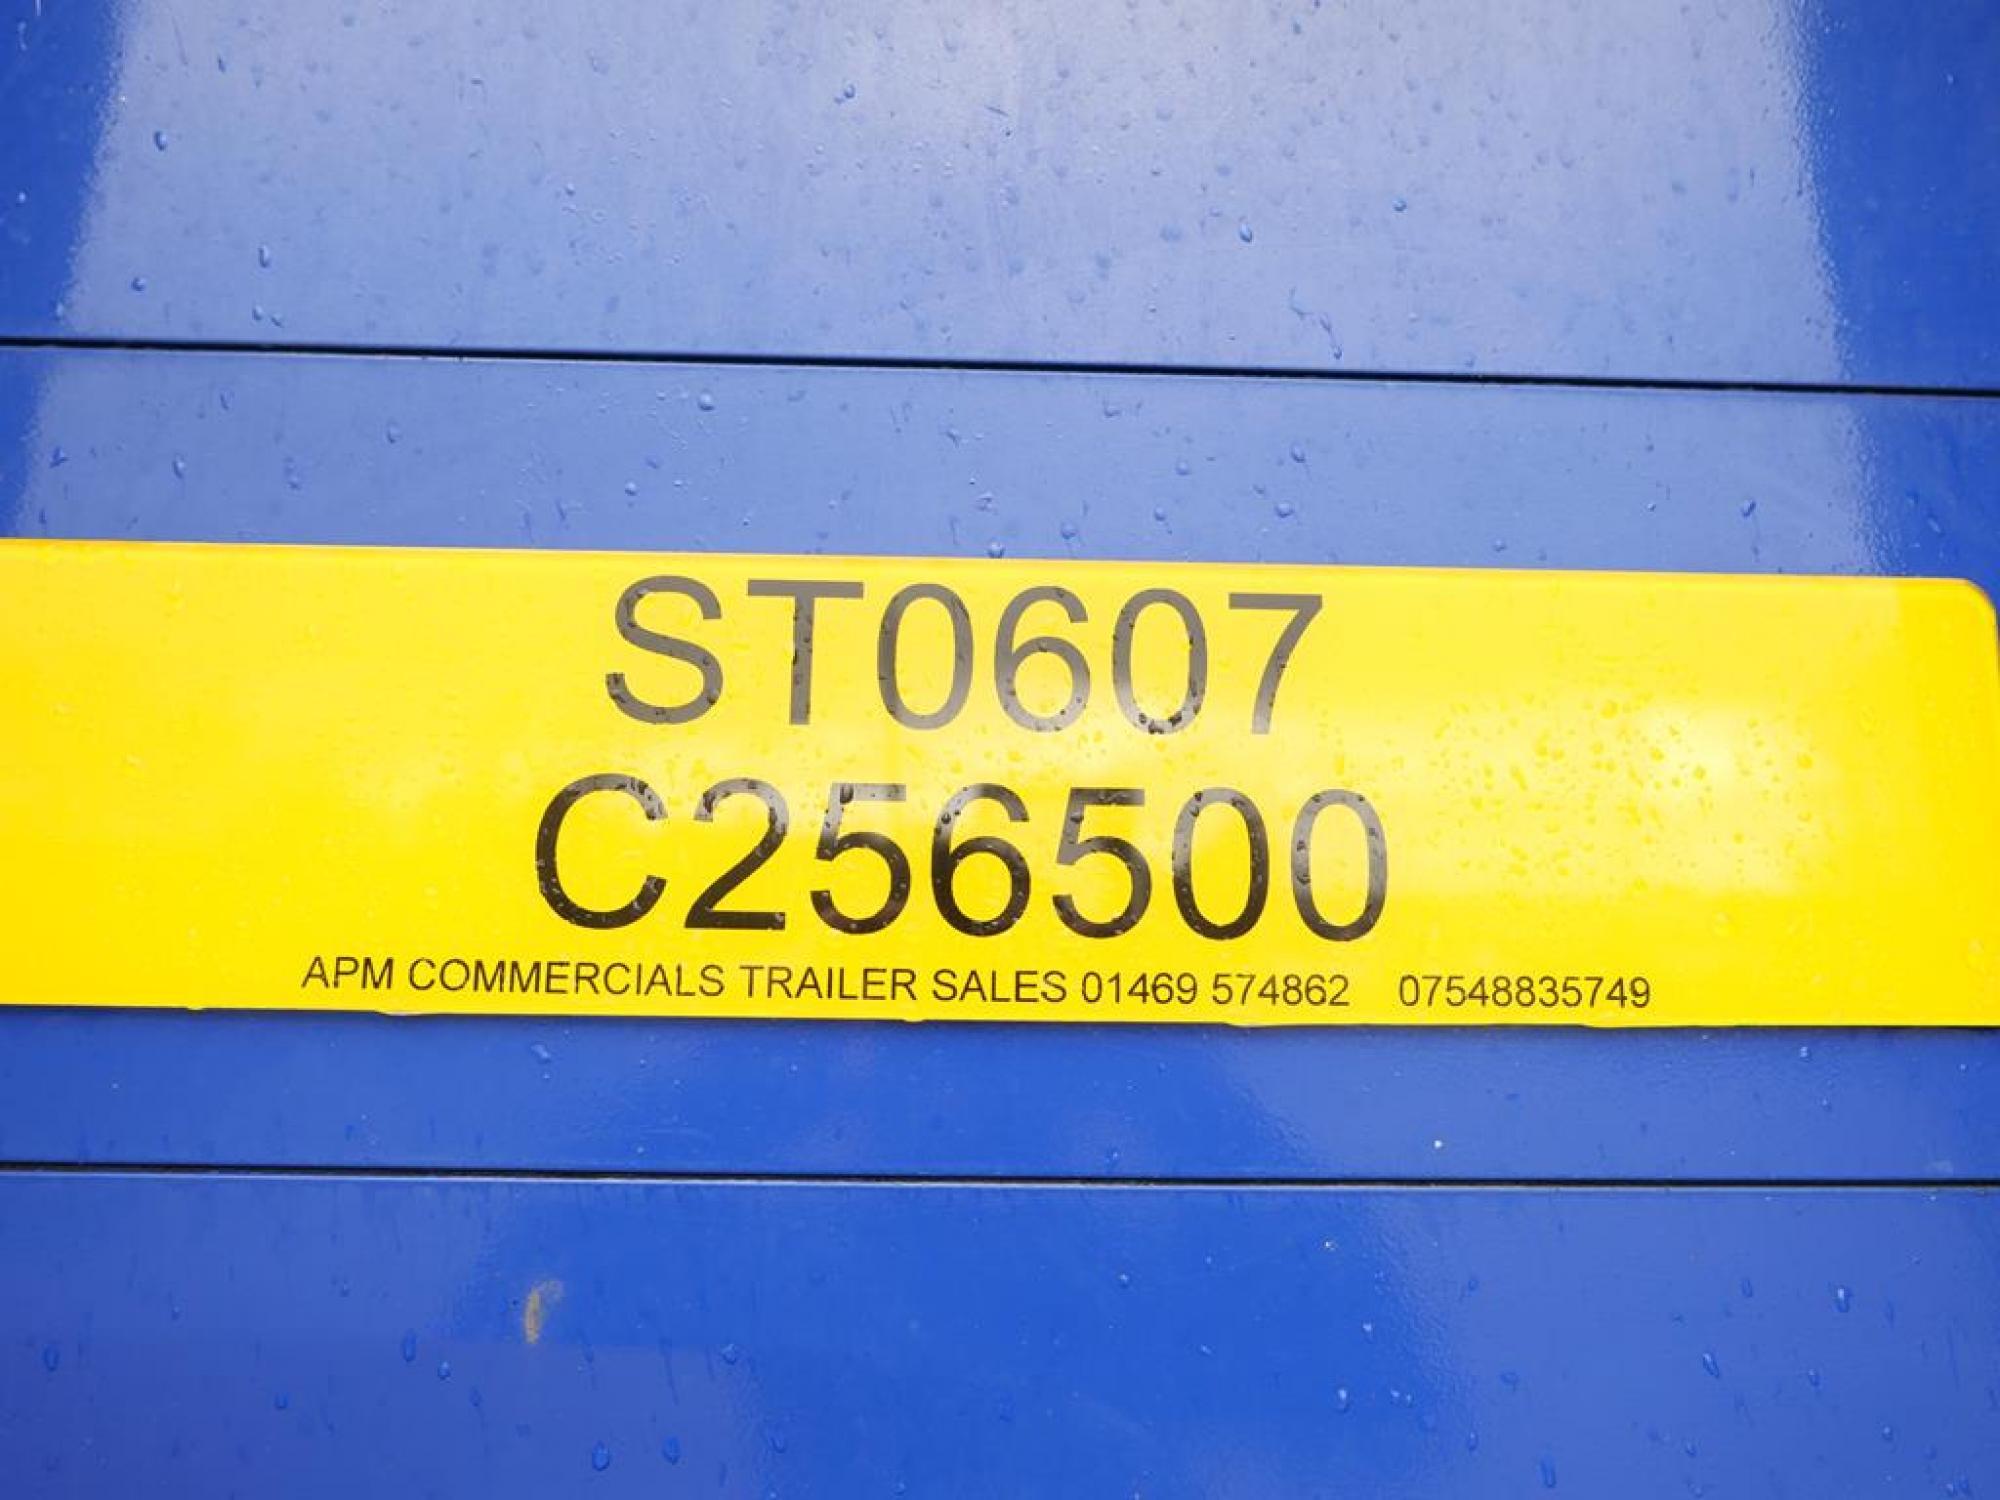 ST0607
C256500
APM COMMERCIALS TRAILER SALES 01469 574862 07548835749